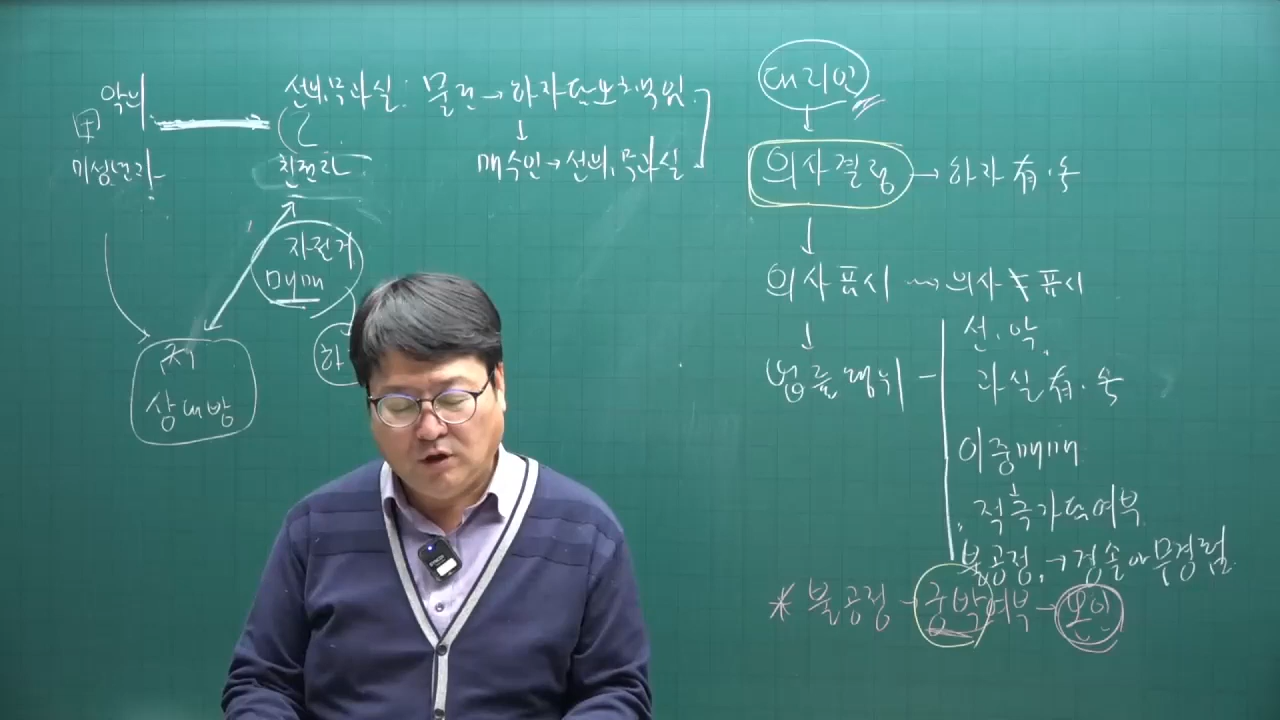 악의
선의, 무과실: 물건→하자담보책임
↓
甲
미성년자
친권자
매수인→선의, 무과실
자전거
매매
하
상대방
대리인
↓
의사결정→하자 有·무
↓
의사표시
의사≠표시
↓
법률행위
선, 악,
과실 有·무
이중매매
적극가담여부
불공정,→경솔 or 무경험
* 불공정-궁박여부-본인